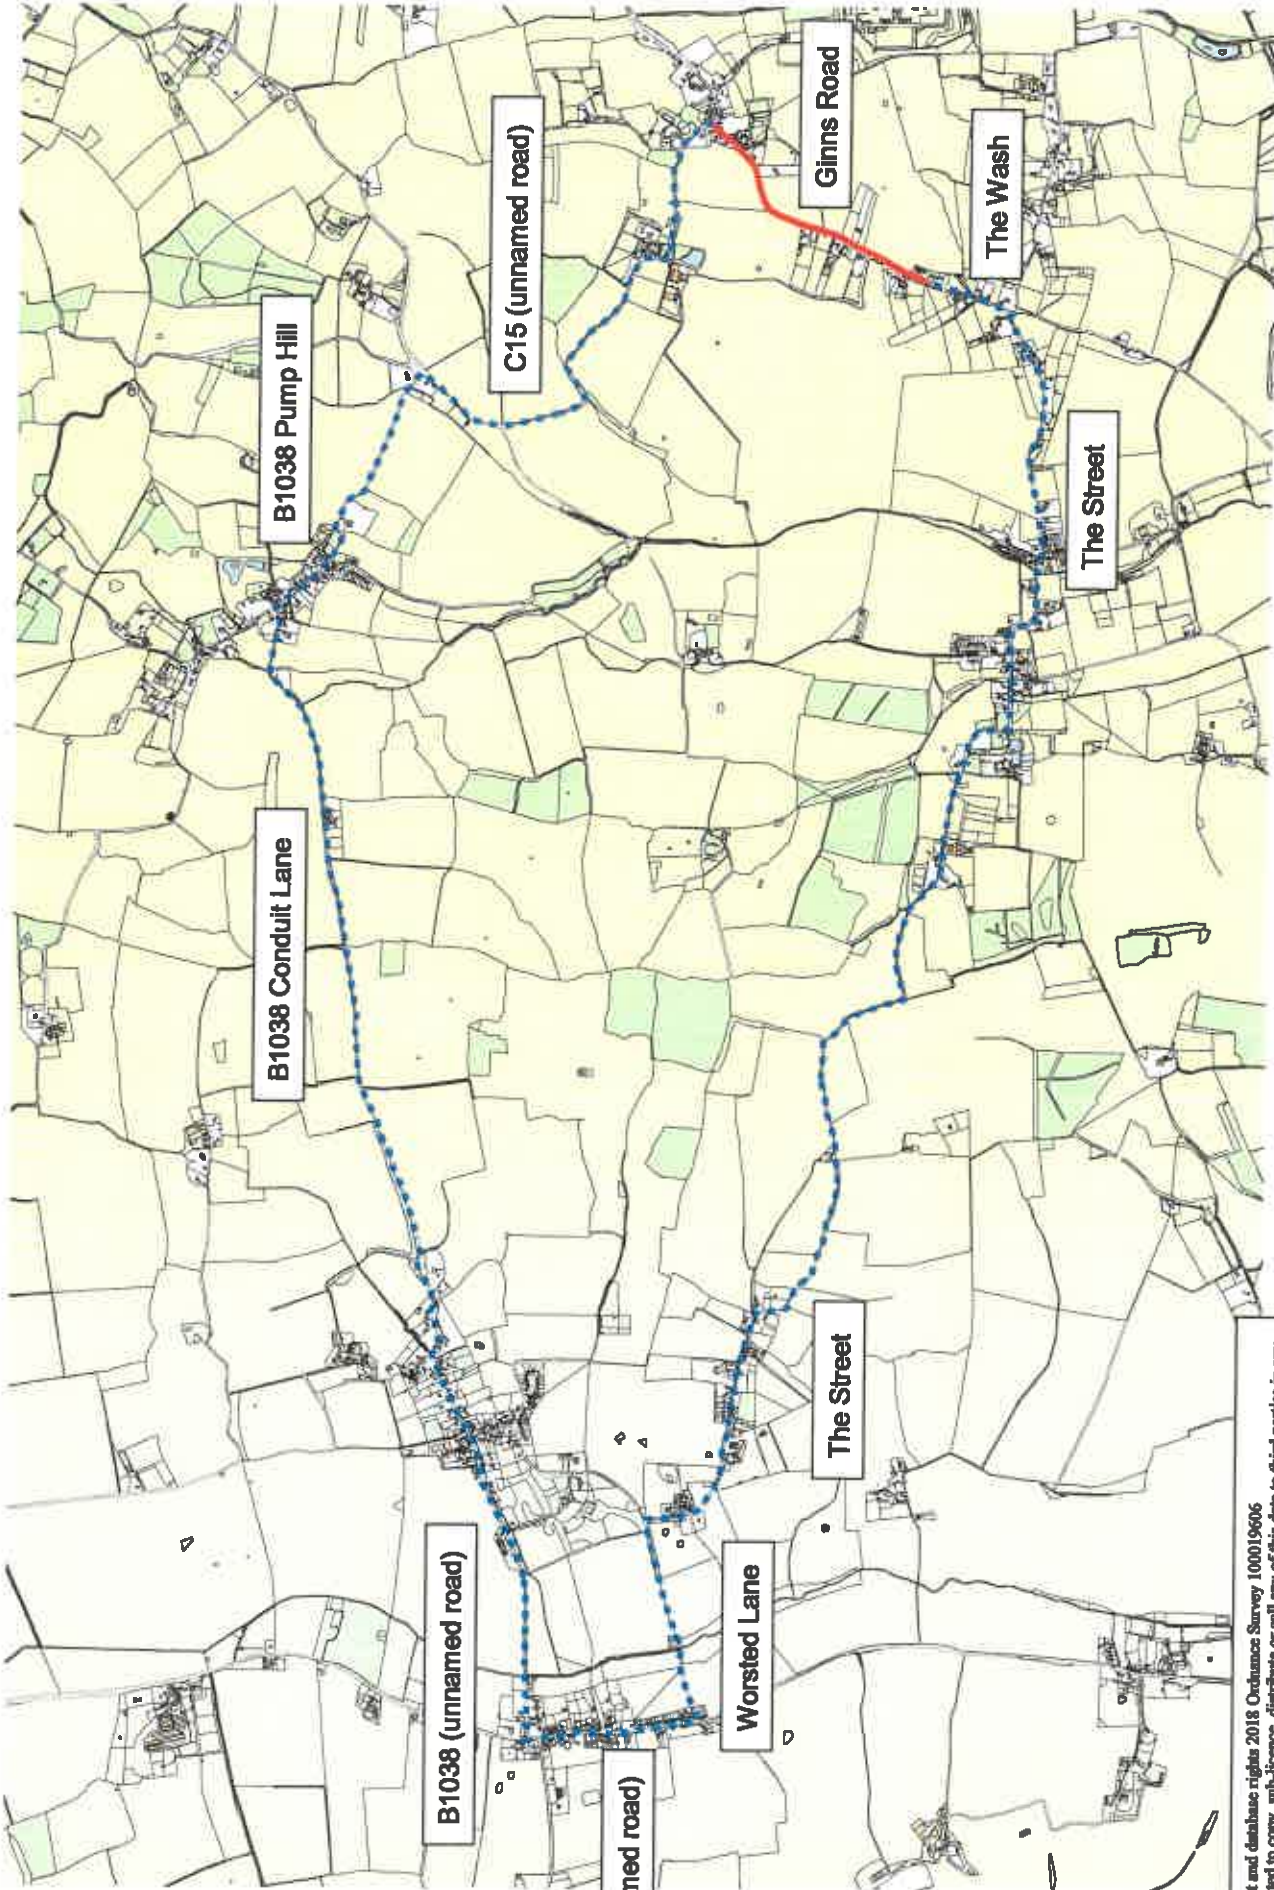 B1038 (unnamed road)
B1038 Conduit Lane
B1038 Pump Hill
C15 (unnamed road)
Ginns Road
The Wash
The Street
The Street
Worsted Lane
road)
and database rights 2018 Ordnance Survey 100019606